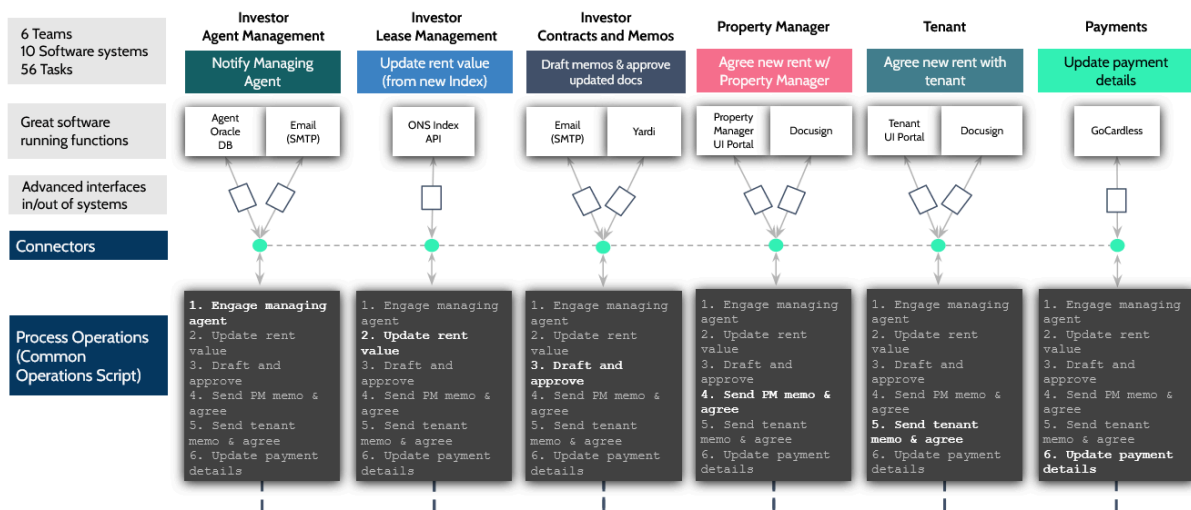 6 Teams
10 Software systems
56 Tasks
Investor
Agent Management
Investor
Lease Management
Investor
Contracts and Memos
Property Manager
Tenant
Payments
Notify Managing
Agent
Update rent value
(from new Index)
Draft memos & approve
updated docs
Agree new rent w/
Property Manager
Agree new rent with
tenant
Update payment
details
Great software
running functions
Agent
Oracle
DB
Email
(SMTP)
ONS Index
API
Email
(SMTP)
Yardi
Property
Manager
UI Portal
Docusign
Tenant
UI Portal
Docusign
GoCardless
Advanced interfaces
in/out of systems
Connectors
Process Operations
(Common
Operations Script)
1. Engage managing
agent
2. Update rent
value
3. Draft and
approve
4. Send PM memo &
agree
5. Send tenant
memo & agree
6. Update payment
details
1. Engage managing
agent
2. Update rent
value
3. Draft and
approve
4. Send PM memo &
agree
5. Send tenant
memo & agree
6. Update payment
details
1. Engage managing
agent
2. Update rent
value
3. Draft and
approve
4. Send PM memo &
agree
5. Send tenant
memo & agree
6. Update payment
details
1. Engage managing
agent
2. Update rent
value
3. Draft and
approve
4. Send PM memo &
agree
5. Send tenant
memo & agree
6. Update payment
details
1. Engage managing
agent
2. Update rent
value
3. Draft and
approve
4. Send PM memo &
agree
5. Send tenant
memo & agree
6. Update payment
details
1. Engage managing
agent
2. Update rent
value
3. Draft and
approve
4. Send PM memo &
agree
5. Send tenant
memo & agree
6. Update payment
details